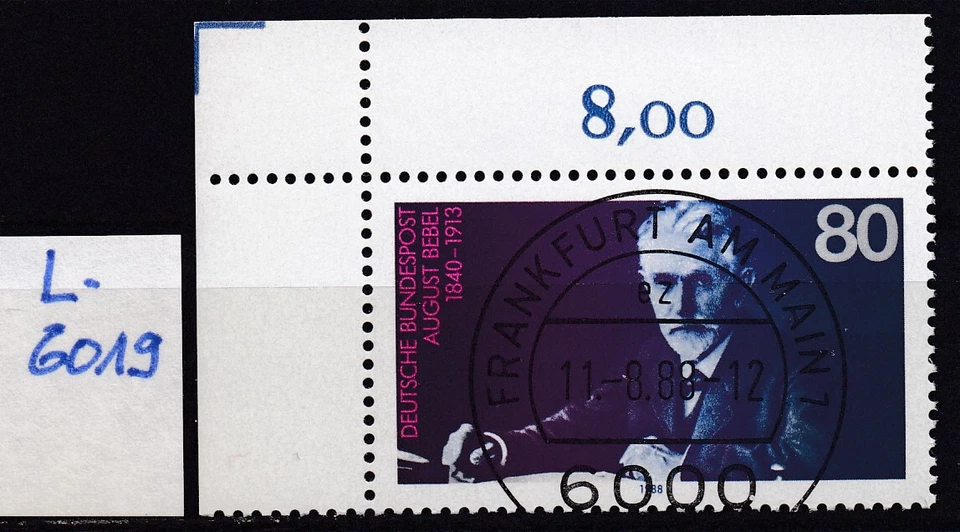 8,00
80
DEUTSCHE BUNDESPOST
AUGUST BEBEL
1840–1913
FRANKFURT AM MAIN 1
ez
11.-8.88-12
6000
1988
L.
6019